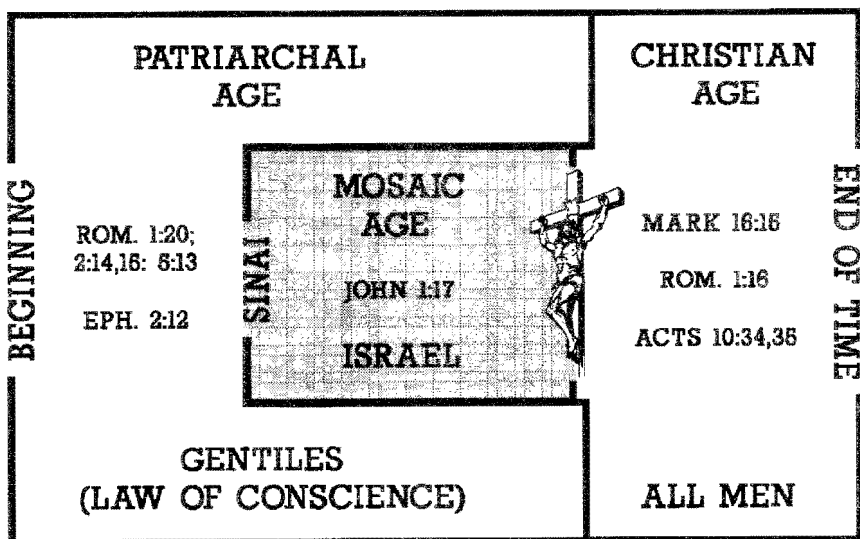 PATRIARCHAL
AGE
CHRISTIAN
AGE
BEGINNING
ROM. 1:20;
2:14,15: 5:13
EPH. 2:12
SINAI
MOSAIC
AGE
JOHN 1:17
ISRAEL
MARK 16:15
ROM. 1:16
ACTS 10:34,35
END OF TIME
GENTILES
(LAW OF CONSCIENCE)
ALL MEN